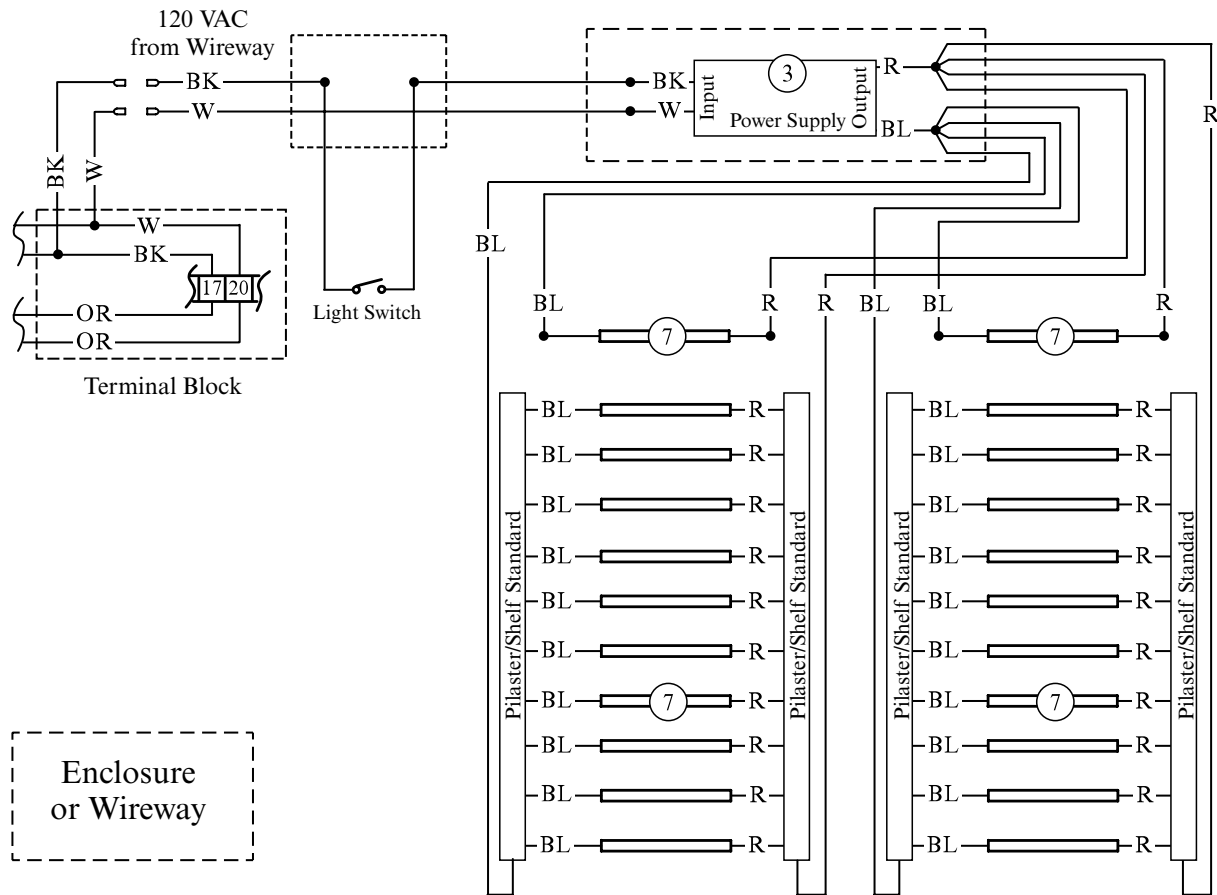 120 VAC
from Wireway
BK
W
BK
W
W
BK
17 20
OR
OR
Terminal Block
Light Switch
BK
W
Input
3
Power Supply
Output
R
BL
R
BL
BL
R
R
BL
BL
R
7
7
Pilaster/Shelf Standard
Pilaster/Shelf Standard
Pilaster/Shelf Standard
Pilaster/Shelf Standard
BL R BL R
BL R BL R
BL R BL R
BL R BL R
BL R BL R
BL R BL R
BL 7 R BL 7 R
BL R BL R
BL R BL R
BL R BL R
Enclosure
or Wireway